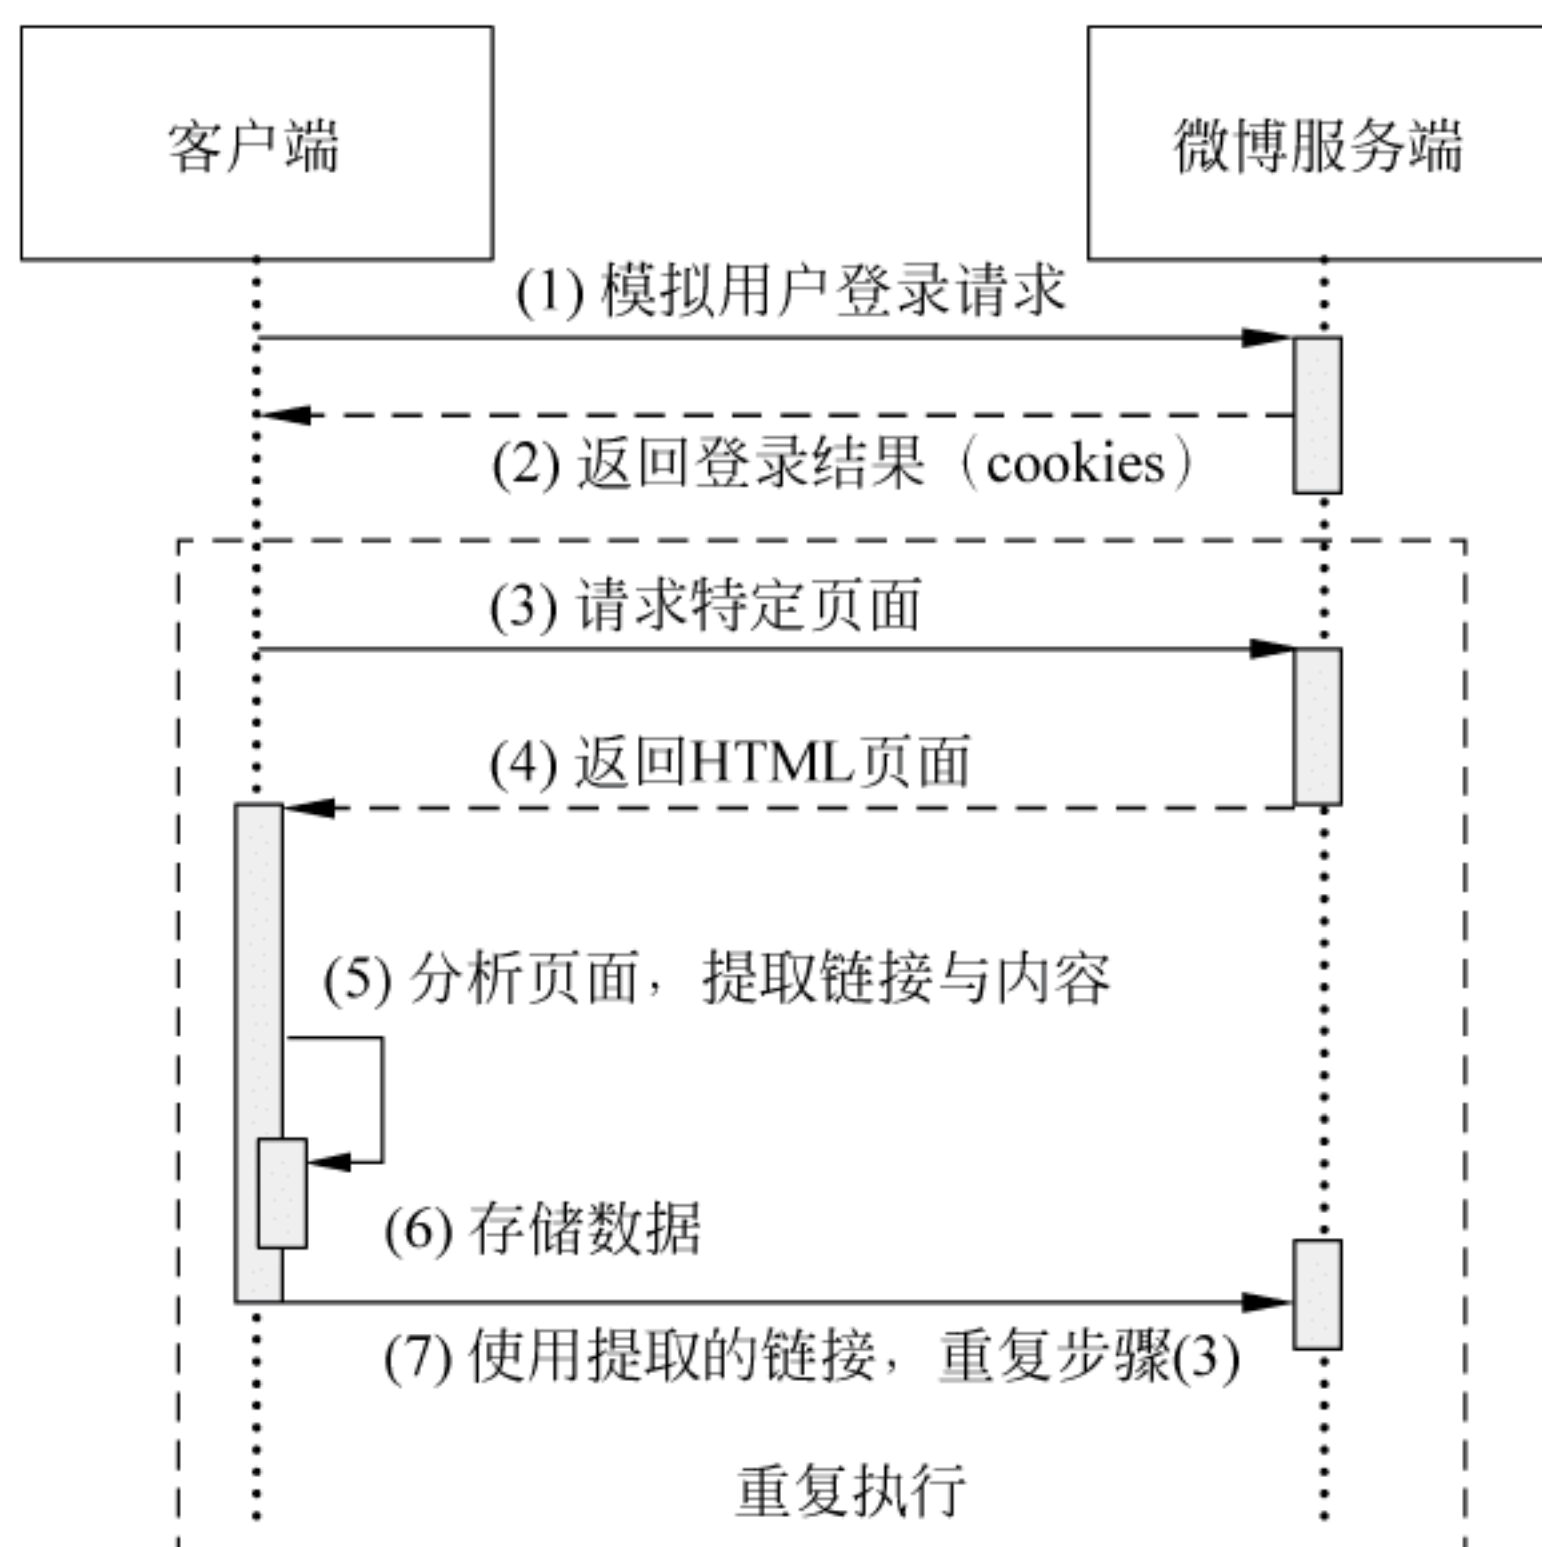 客户端
微博服务端
(1) 模拟用户登录请求
(2) 返回登录结果（cookies）
(3) 请求特定页面
(4) 返回HTML页面
(5) 分析页面，提取链接与内容
(6) 存储数据
(7) 使用提取的链接，重复步骤(3)
重复执行